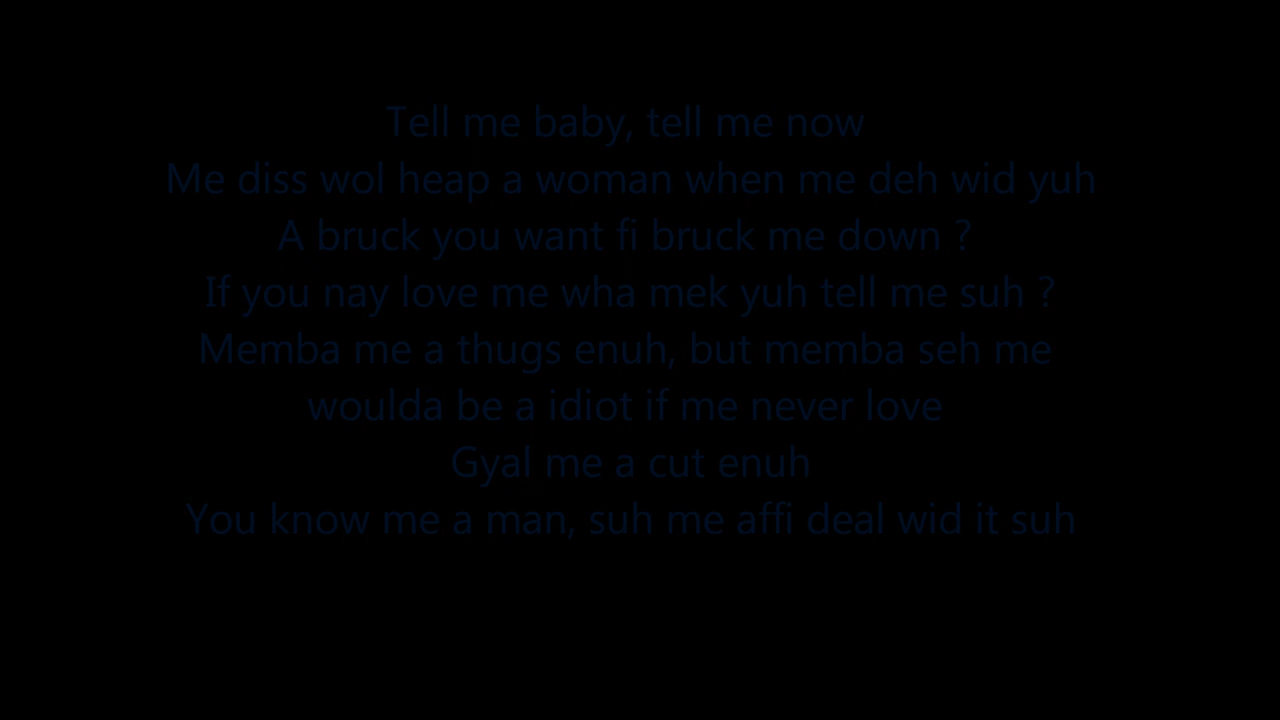 Tell me baby, tell me now
Me diss wol heap a woman when me deh wid yuh
A bruck you want fi bruck me down ?
If you nay love me wha mek yuh tell me suh ?
Memba me a thugs enuh, but memba seh me
woulda be a idiot if me never love
Gyal me a cut enuh
You know me a man, suh me affi deal wid it suh